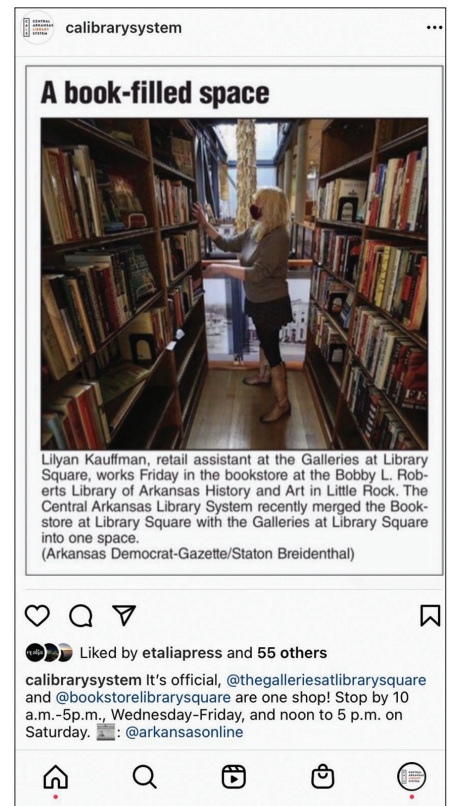 CENTRAL
ARKANSAS
LIBRARY
SYSTEM
calibrarysystem
A book-filled space
Lilyan Kauffman, retail assistant at the Galleries at Library
Square, works Friday in the bookstore at the Bobby L. Rob-
erts Library of Arkansas History and Art in Little Rock. The
Central Arkansas Library System recently merged the Book-
store at Library Square with the Galleries at Library Square
into one space.
(Arkansas Democrat-Gazette/Staton Breidenthal)
Liked by etaliapress and 55 others
calibrarysystem It’s official, @thegalleriesatlibrarysquare
and @bookstorelibrarysquare are one shop! Stop by 10
a.m.-5p.m., Wednesday-Friday, and noon to 5 p.m. on
Saturday. 📰: @arkansasonline